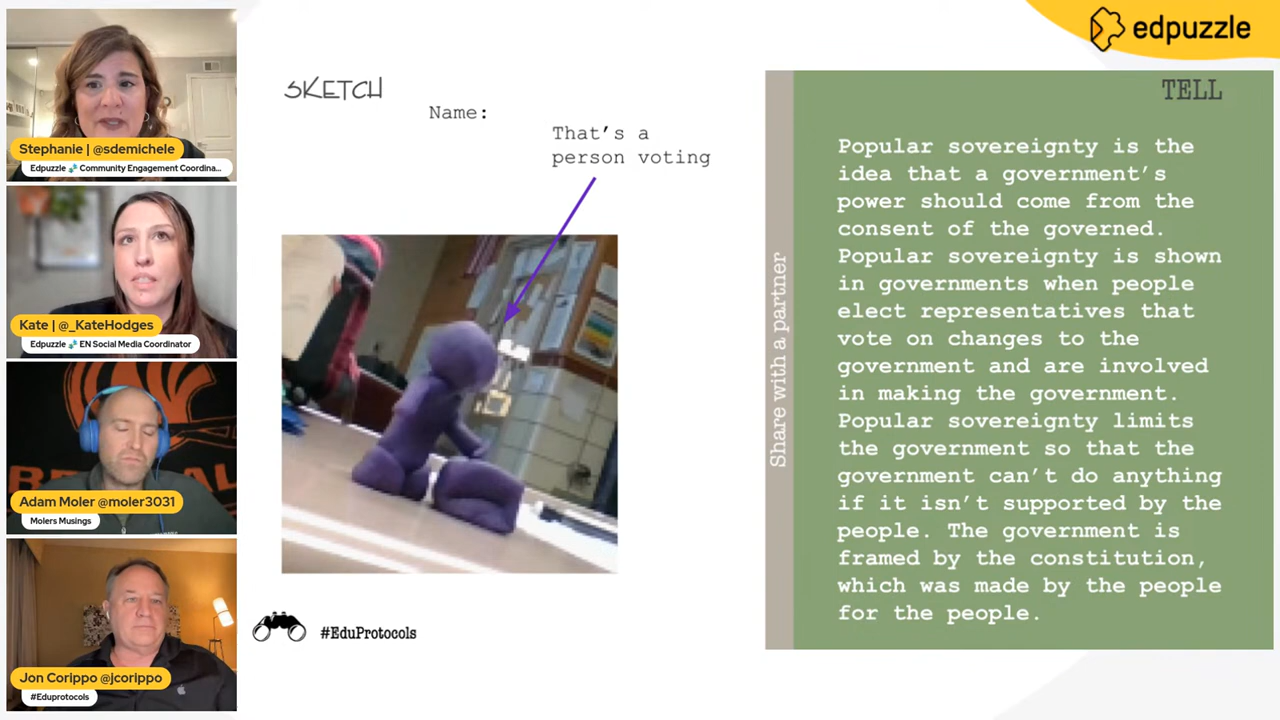 edpuzzle
Stephanie | @sdemichele
Edpuzzle Community Engagement Coordina...
Kate | @_KateHodges
Edpuzzle EN Social Media Coordinator
Adam Moler @moler3031
Molers Musings
Jon Corippo @jcorippo
#Eduprotocols
SKETCH
Name:
That's a
person voting
#EduProtocols
Share with a partner
TELL
Popular sovereignty is the
idea that a government's
power should come from the
consent of the governed.
Popular sovereignty is shown
in governments when people
elect representatives that
vote on changes to the
government and are involved
in making the government.
Popular sovereignty limits
the government so that the
government can't do anything
if it isn't supported by the
people. The government is
framed by the constitution,
which was made by the people
for the people.